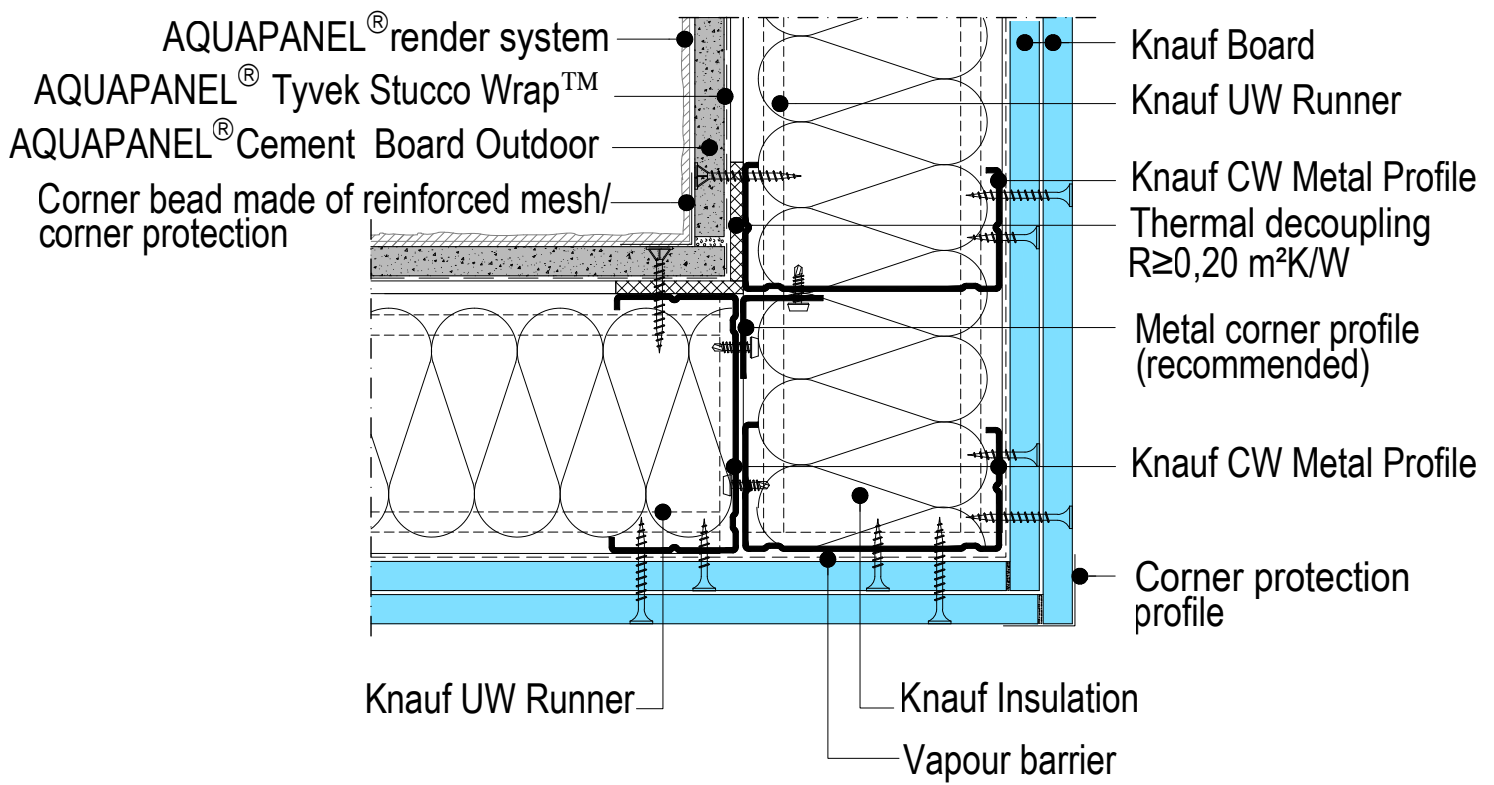 AQUAPANEL® render system
AQUAPANEL® Tyvek Stucco Wrap™
AQUAPANEL® Cement Board Outdoor
Corner bead made of reinforced mesh/
corner protection
Knauf Board
Knauf UW Runner
Knauf CW Metal Profile
Thermal decoupling
R≥0,20 m²K/W
Metal corner profile
(recommended)
Knauf CW Metal Profile
Corner protection
profile
Knauf UW Runner
Knauf Insulation
Vapour barrier